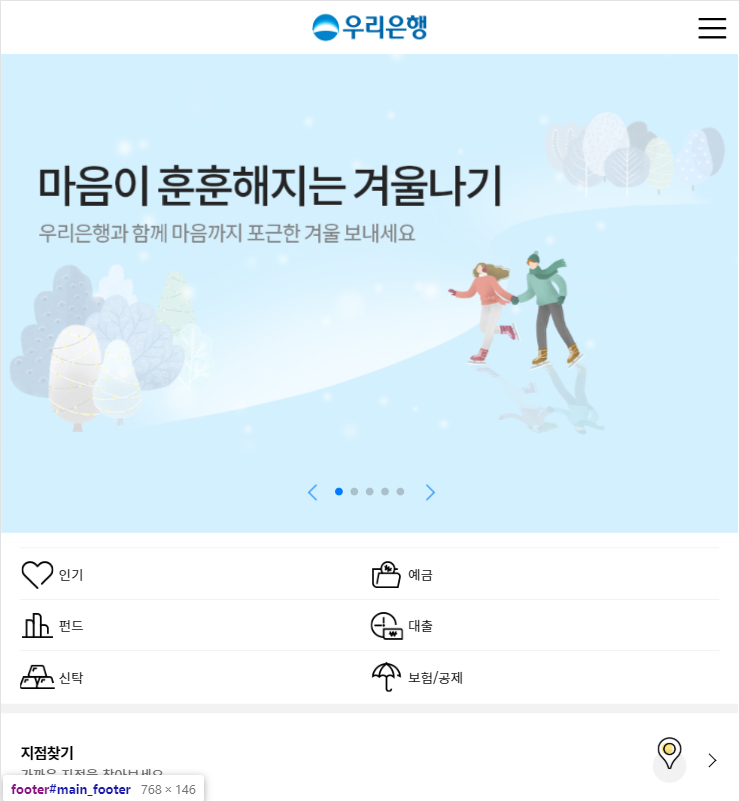 우리은행
마음이 훈훈해지는 겨울나기
우리은행과 함께 마음까지 포근한 겨울 보내세요
인기
예금
펀드
대출
신탁
보험/공제
지점찾기
가까운 지점을 찾아보세요
footer#main_footer 768 × 146